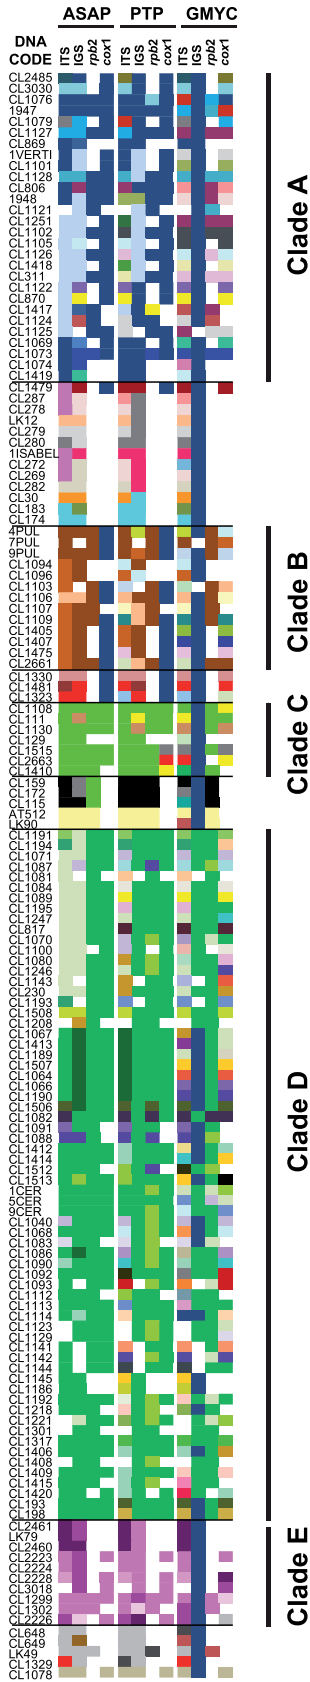 ASAP PTP GMYC
DNA CODE ITS IGS rpb2 cox1 ITS IGS rpb2 cox1 ITS IGS rpb2 cox1
CL2485
CL3030
CL1076
1947
CL1079
CL1127
CL869
1VERTI
CL1101
CL1128
CL806
1948
CL1121
CL1251
CL1102
CL1105
CL1126
CL1418
CL311
CL1122
CL870
CL1417
CL1124
CL1125
CL1069
CL1073
CL1074
CL1419
Clade A
CL1479
CL287
CL278
LK12
CL279
CL280
1ISABEL
CL272
CL269
CL282
CL30
CL183
CL174
4PUL
7PUL
9PUL
CL1094
CL1096
CL1103
CL1106
CL1107
CL1109
CL1405
CL1407
CL1475
CL2661
Clade B
CL1330
CL1481
CL1323
CL1108
CL111
CL1130
CL129
CL1515
CL2663
CL1410
Clade C
CL159
CL172
CL115
AT512
LK90
CL1191
CL1194
CL1071
CL1087
CL1081
CL1084
CL1089
CL1195
CL1247
CL817
CL1070
CL1100
CL1080
CL1246
CL1143
CL230
CL1193
CL1508
CL1208
CL1067
CL1413
CL1189
CL1507
CL1064
CL1066
CL1190
CL1506
CL1082
CL1091
CL1088
CL1412
CL1414
CL1512
CL1513
1CER
5CER
9CER
CL1040
CL1068
CL1083
CL1086
CL1090
CL1092
CL1093
CL1112
CL1113
CL1114
CL1123
CL1129
CL1141
CL1142
CL1144
CL1145
CL1186
CL1192
CL1218
CL1221
CL1301
CL1317
CL1406
CL1408
CL1409
CL1415
CL1420
CL193
CL198
Clade D
CL2461
LK79
CL2460
CL2223
CL2224
CL2228
CL3018
CL1299
CL1302
CL2226
Clade E
CL648
CL649
LK49
CL1329
CL1078